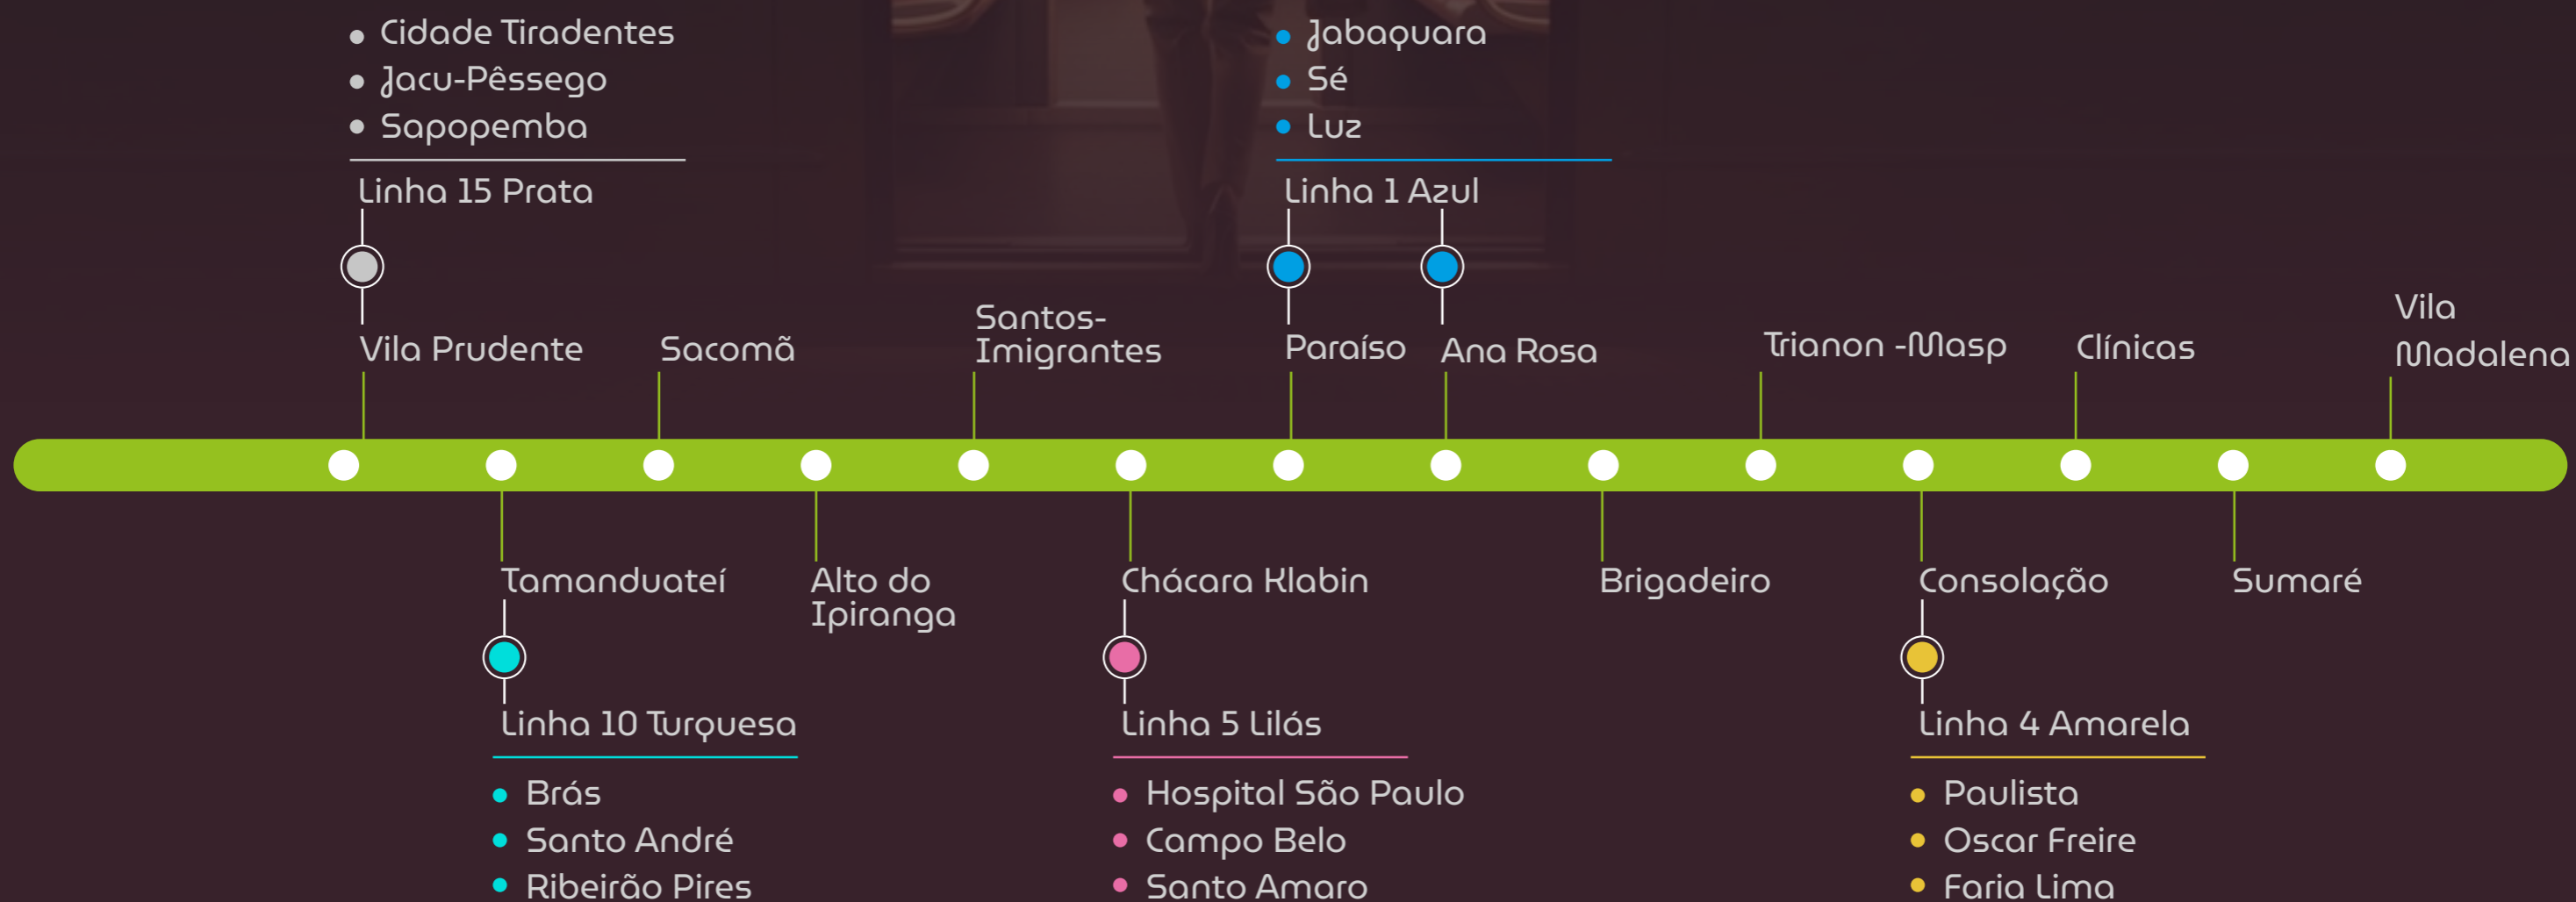 Cidade Tiradentes
Jacu-Pêssego
Sapopemba
Linha 15 Prata
Jabaquara
Sé
Luz
Linha 1 Azul
Vila Prudente
Sacomã
Santos-
Imigrantes
Paraíso
Ana Rosa
Trianon -Masp
Clínicas
Vila
Madalena
Tamanduateí
Alto do
Ipiranga
Chácara Klabin
Brigadeiro
Consolação
Sumaré
Linha 10 Turquesa
Brás
Santo André
Ribeirão Pires
Linha 5 Lilás
Hospital São Paulo
Campo Belo
Santo Amaro
Linha 4 Amarela
Paulista
Oscar Freire
Faria Lima